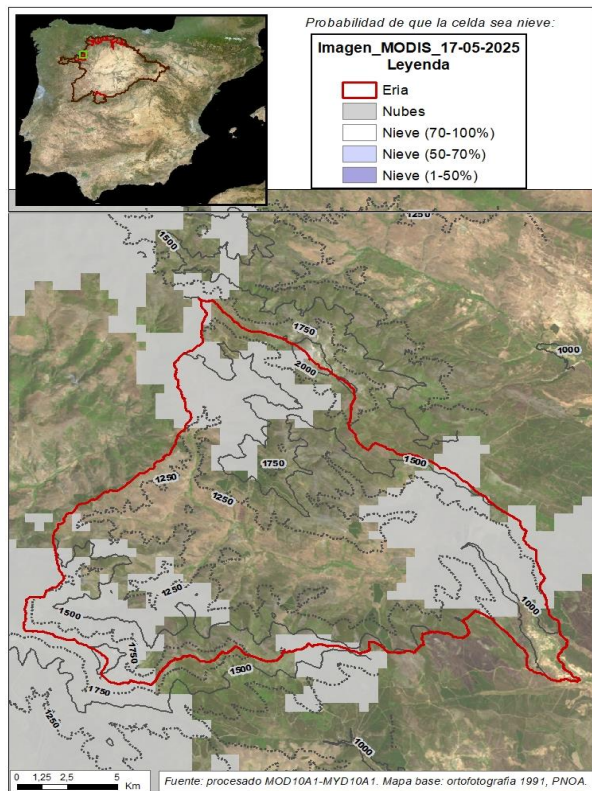 Probabilidad de que la celda sea nieve:
Imagen_MODIS_17-05-2025
Leyenda
Eria
Nubes
Nieve (70-100%)
Nieve (50-70%)
Nieve (1-50%)
1250
1500
1750
1000
2000
1500
1750
1250
1250
1250
1000
1500
1750
1500
1750
1250
1000
0 1,25 2,5 5
Km
Fuente: procesado MOD10A1-MYD10A1. Mapa base: ortofotografia 1991, PNOA.